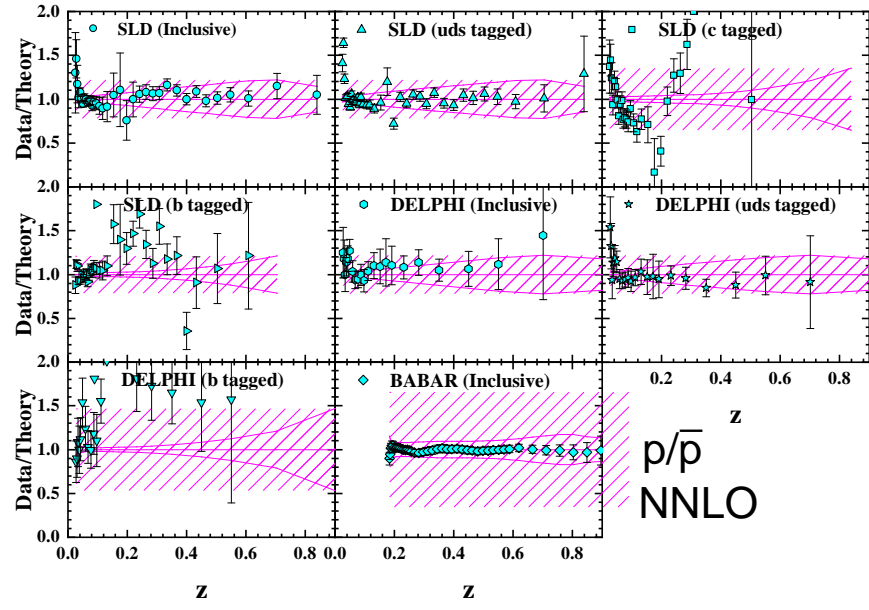 SLD (Inclusive)
SLD (uds tagged)
SLD (c tagged)
Data/Theory
2.0
1.5
1.0
0.5
2.0
SLD (b tagged)
DELPHI (Inclusive)
DELPHI (uds tagged)
Data/Theory
1.5
1.0
0.5
2.0
0.2 0.4 0.6 0.8
z
DELPHI (b tagged)
BABAR (Inclusive)
Data/Theory
1.5
1.0
0.5
0.0
0.0 0.2 0.4 0.6 0.8
0.2 0.4 0.6 0.8
z
z
p/p̅
NNLO